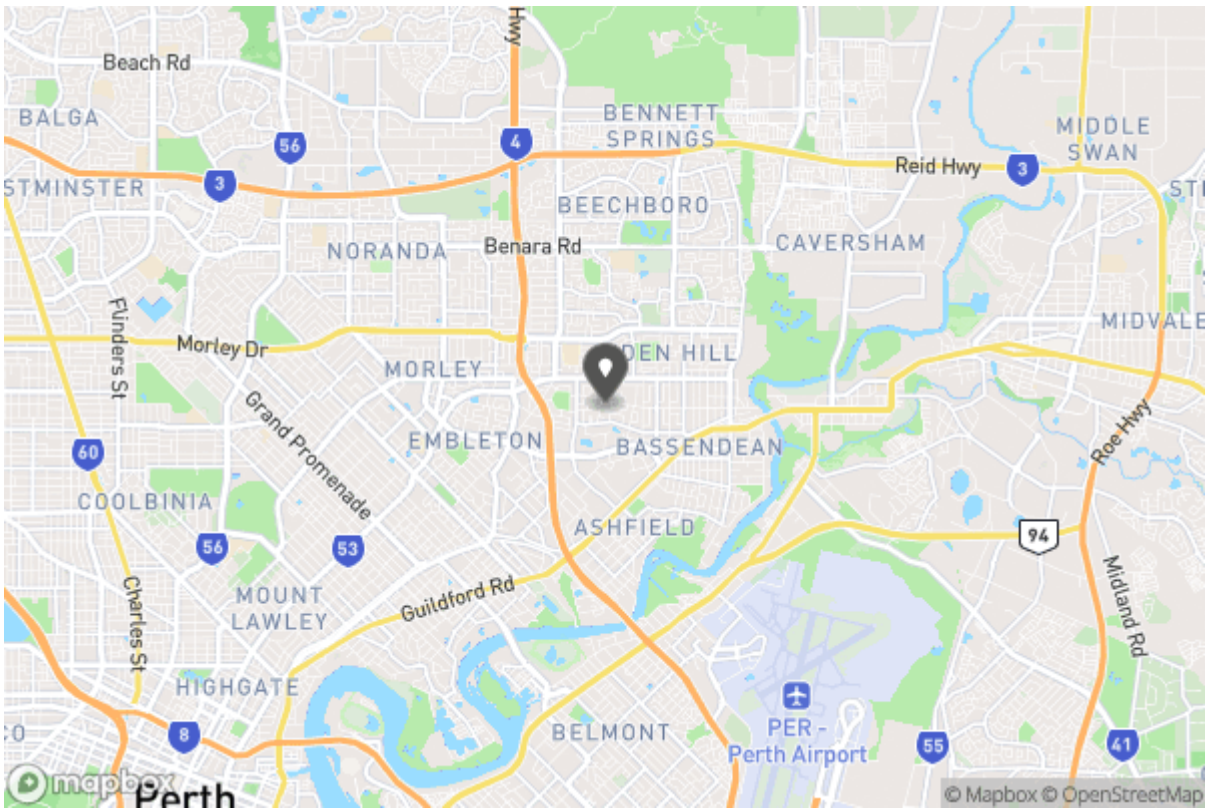 Hwy
Beach Rd
BALGA
56
4
BENNETT
SPRINGS
MIDDLE
SWAN
STMINSTER
3
Reid Hwy
3
ST
BEECHBORO
NORANDA
Benara Rd
CAVERSHAM
Flinders St
Morley Dr
MIDVALE
DEN HILL
MORLEY
Grand Promenade
EMBLETON
BASSENDEAN
Roe Hwy
60
COOLBINIA
56
53
ASHFIELD
94
MOUNT
LAWLEY
Charles St
Guildford Rd
Midland Rd
HIGHGATE
8
CO
BELMONT
PER -
Perth Airport
55
41
mapbox
Perth
© Mapbox © OpenStreetMap